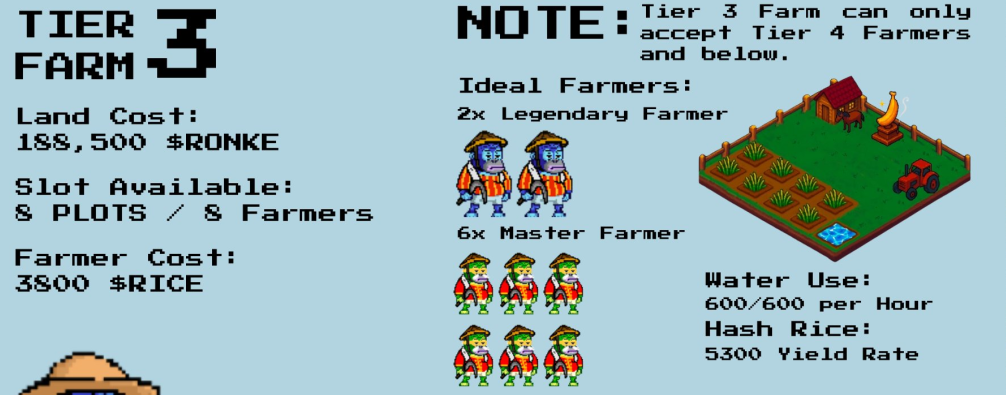 TIER
FARM 3
Land Cost:
188,500 $RONKE
Slot Available:
8 PLOTS / 8 Farmers
Farmer Cost:
3800 $RICE
NOTE: Tier 3 Farm can only
accept Tier 4 Farmers
and below.
Ideal Farmers:
2x Legendary Farmer
6x Master Farmer
Water Use:
600/600 per Hour
Hash Rice:
5300 Yield Rate